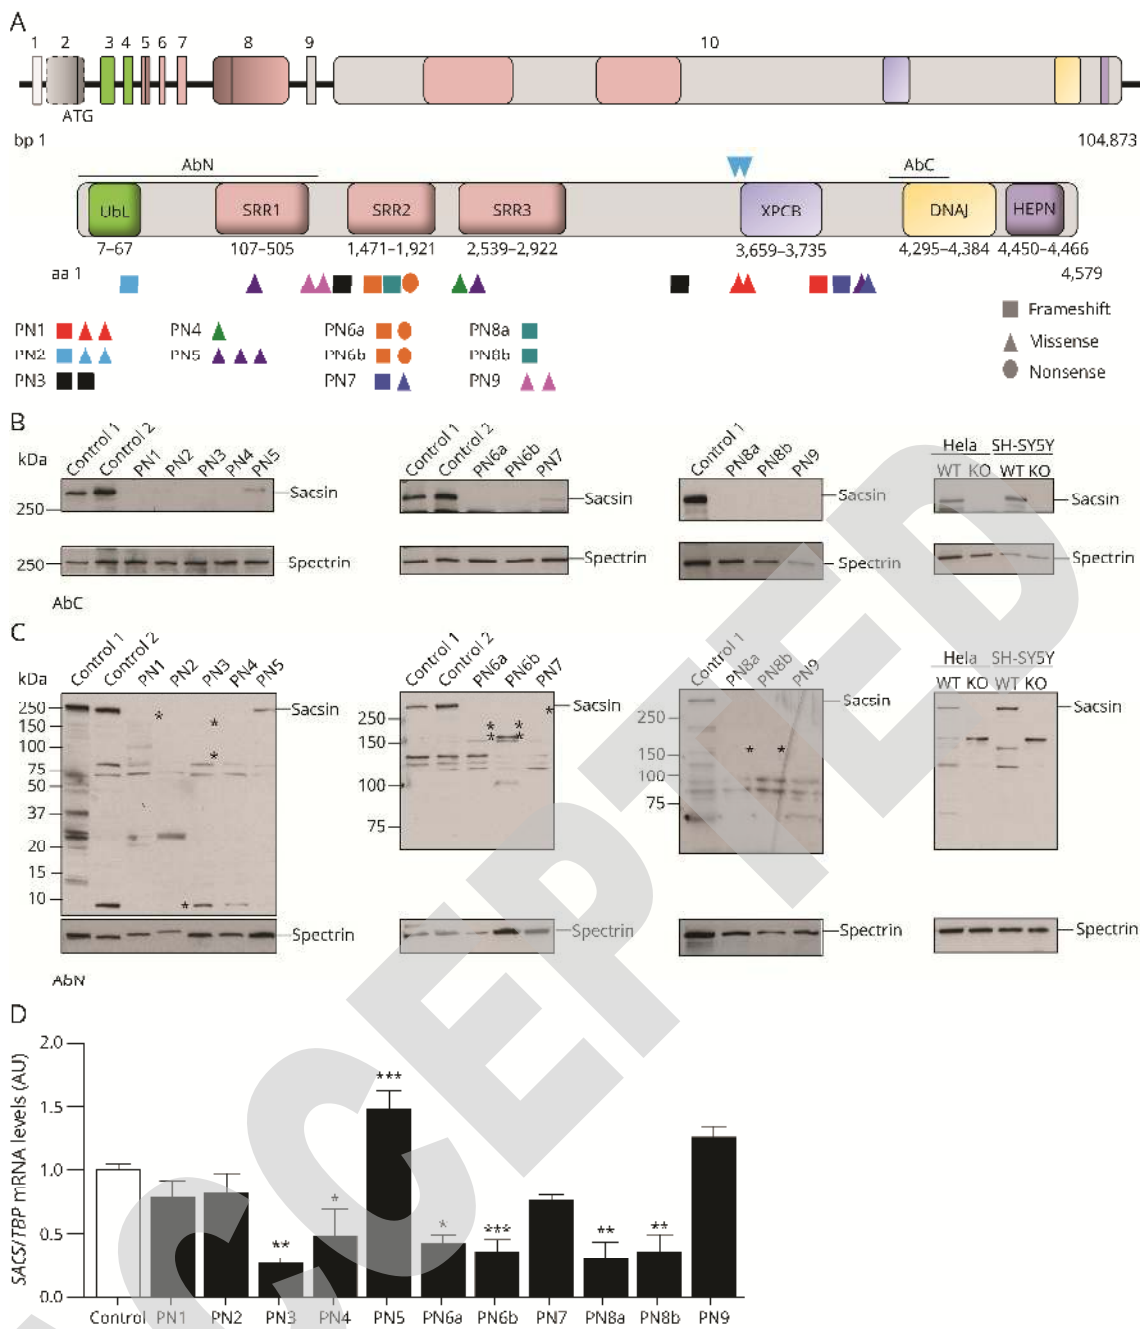 A
1 2 3 4 5 6 7 8 9 10
ATG
bp 1 104,873
AbN AbC
UbL SRR1 SRR2 SRR3 XPCB DNAJ HEPN
7–67 107–505 1,471–1,921 2,539–2,922 3,659–3,735 4,295–4,384 4,450–4,466
aa 1 4,579
PN1 PN4 PN6a PN8a Frameshift
PN2 PN5 PN6b PN8b Missense
PN3 PN7 PN9 Nonsense
B
kDa Control 1 Control 2 PN1 PN2 PN3 PN4 PN5 Control 1 Control 2 PN6a PN6b PN7 Control 1 PN8a PN8b PN9 Hela SH-SY5Y
WT KO WT KO
250 Sacsin Sacsin Sacsin Sacsin
250 Spectrin Spectrin Spectrin Spectrin
AbC
C
kDa Control 1 Control 2 PN1 PN2 PN3 PN4 PN5 Control 1 Control 2 PN6a PN6b PN7 Control 1 PN8a PN8b PN9 Hela SH-SY5Y
WT KO WT KO
250 * Sacsin 250 * Sacsin 250 Sacsin Sacsin
150 * 150 * * 150 * *
100 * 100 * * 100
75 75 75
50
37
20
15
10 *
Spectrin Spectrin Spectrin Spectrin
AbN
D
SACS/TBP mRNA levels (AU)
2.0
1.5
1.0
0.5
0.0
** * *** * *** ** **
Control PN1 PN2 PN3 PN4 PN5 PN6a PN6b PN7 PN8a PN8b PN9
ACCEPTED